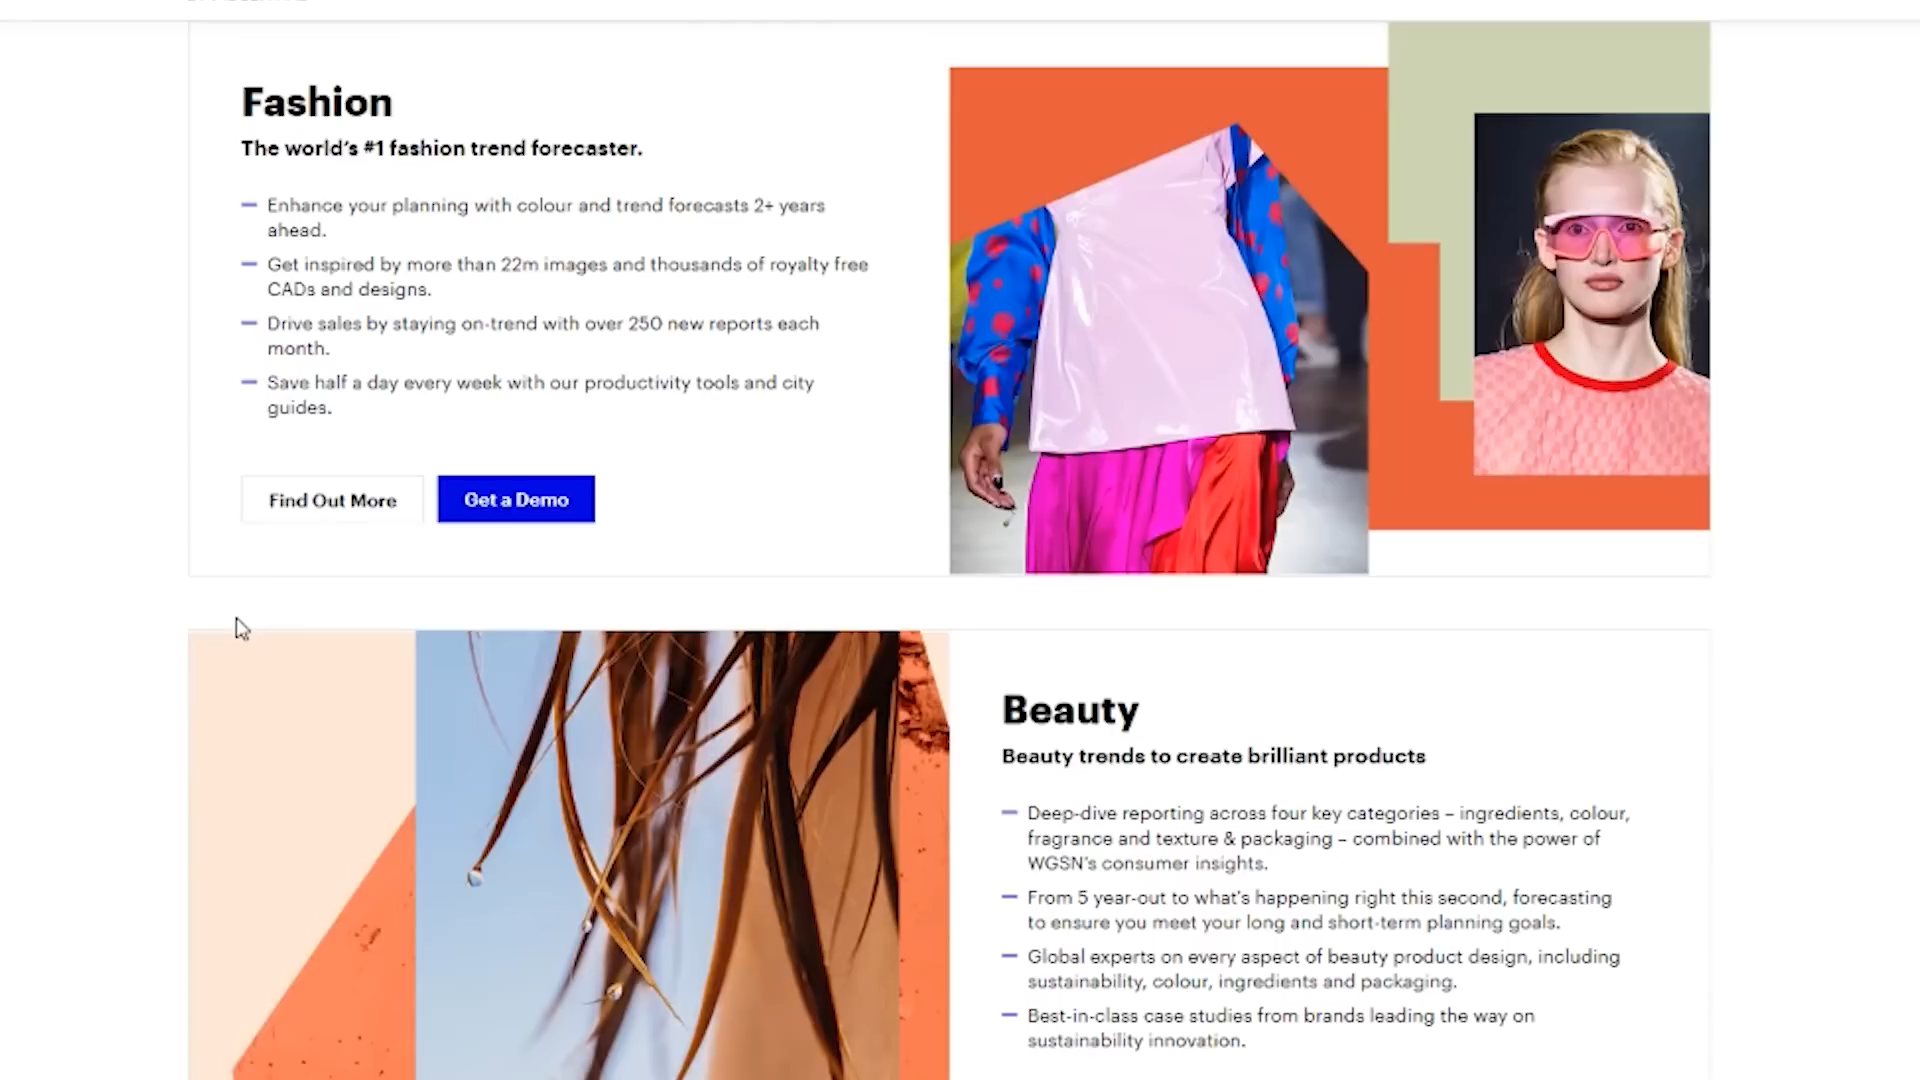 Fashion
The world's #1 fashion trend forecaster.
Enhance your planning with colour and trend forecasts 2+ years
ahead.
Get inspired by more than 22m images and thousands of royalty free
CADs and designs.
Drive sales by staying on-trend with over 250 new reports each
month.
Save half a day every week with our productivity tools and city
guides.
Find Out More
Get a Demo
Beauty
Beauty trends to create brilliant products
Deep-dive reporting across four key categories – ingredients, colour,
fragrance and texture & packaging – combined with the power of
WGSN's consumer insights.
From 5 year-out to what's happening right this second, forecasting
to ensure you meet your long and short-term planning goals.
Global experts on every aspect of beauty product design, including
sustainability, colour, ingredients and packaging.
Best-in-class case studies from brands leading the way on
sustainability innovation.